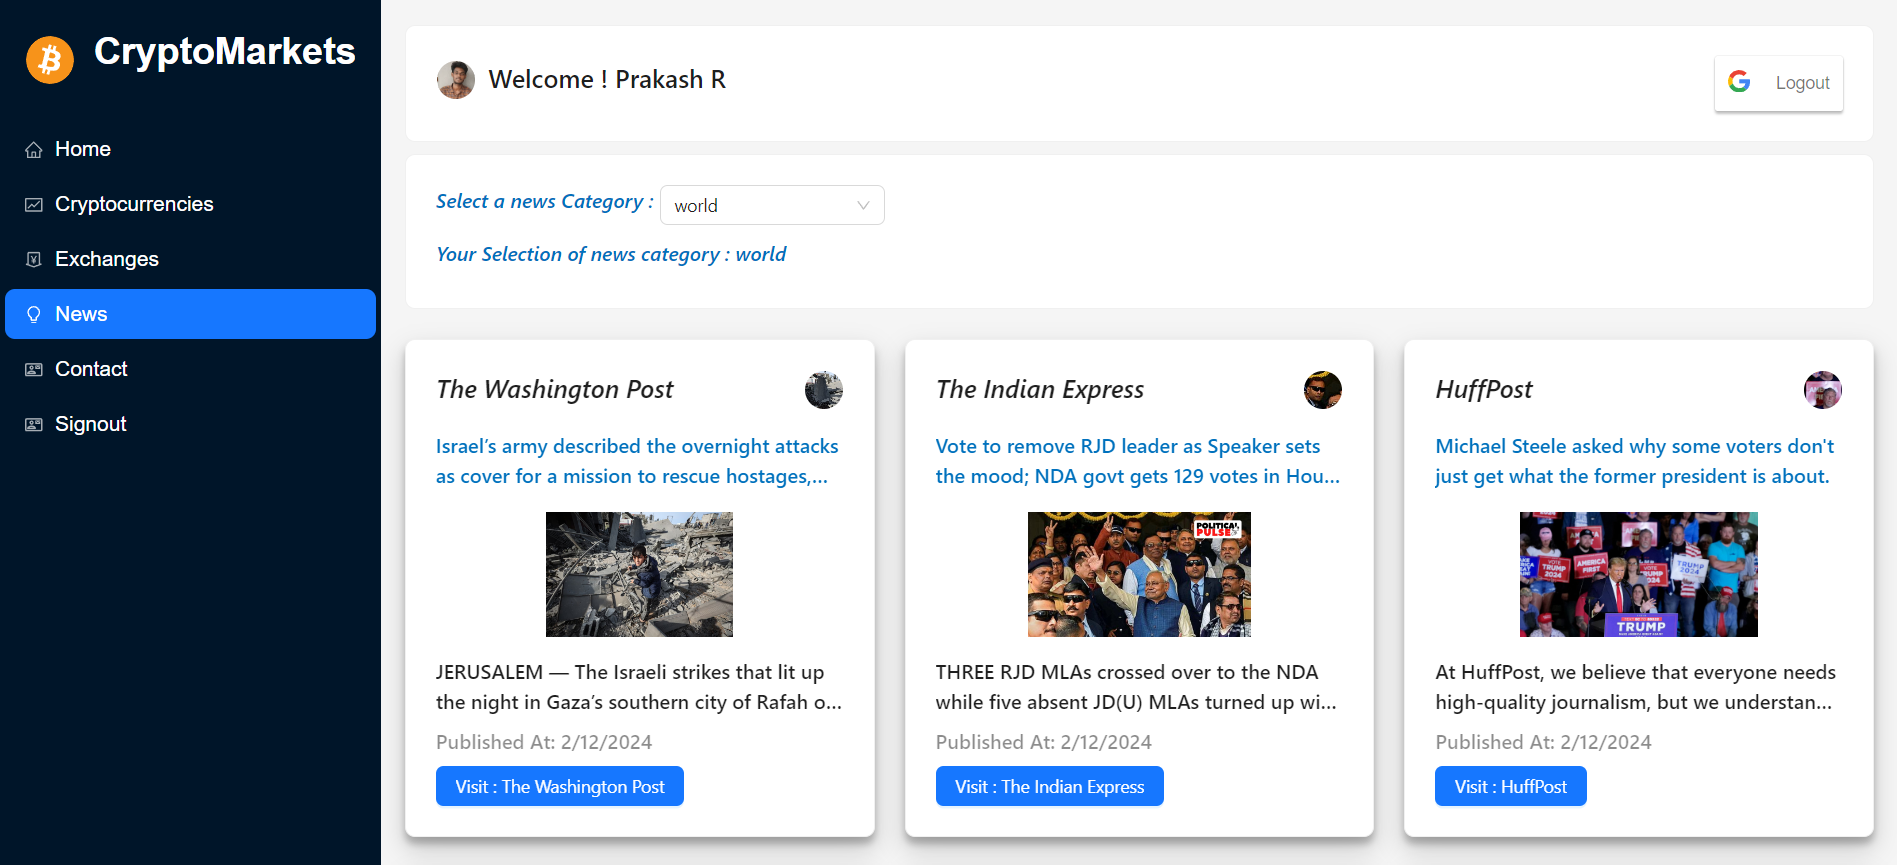 CryptoMarkets
Home
Cryptocurrencies
Exchanges
News
Contact
Signout
Welcome ! Prakash R
Logout
Select a news Category :
world
Your Selection of news category : world
The Washington Post
Israel’s army described the overnight attacks
as cover for a mission to rescue hostages,...
JERUSALEM — The Israeli strikes that lit up
the night in Gaza’s southern city of Rafah o...
Published At: 2/12/2024
Visit : The Washington Post
The Indian Express
Vote to remove RJD leader as Speaker sets
the mood; NDA govt gets 129 votes in Hou...
POLITICAL
PULSE
THREE RJD MLAs crossed over to the NDA
while five absent JD(U) MLAs turned up wi...
Published At: 2/12/2024
Visit : The Indian Express
HuffPost
Michael Steele asked why some voters don't
just get what the former president is about.
VOTE
TRUMP
2024
AMERICA
FIRST
TRUMP
2024
TRUMP
At HuffPost, we believe that everyone needs
high-quality journalism, but we understan...
Published At: 2/12/2024
Visit : HuffPost